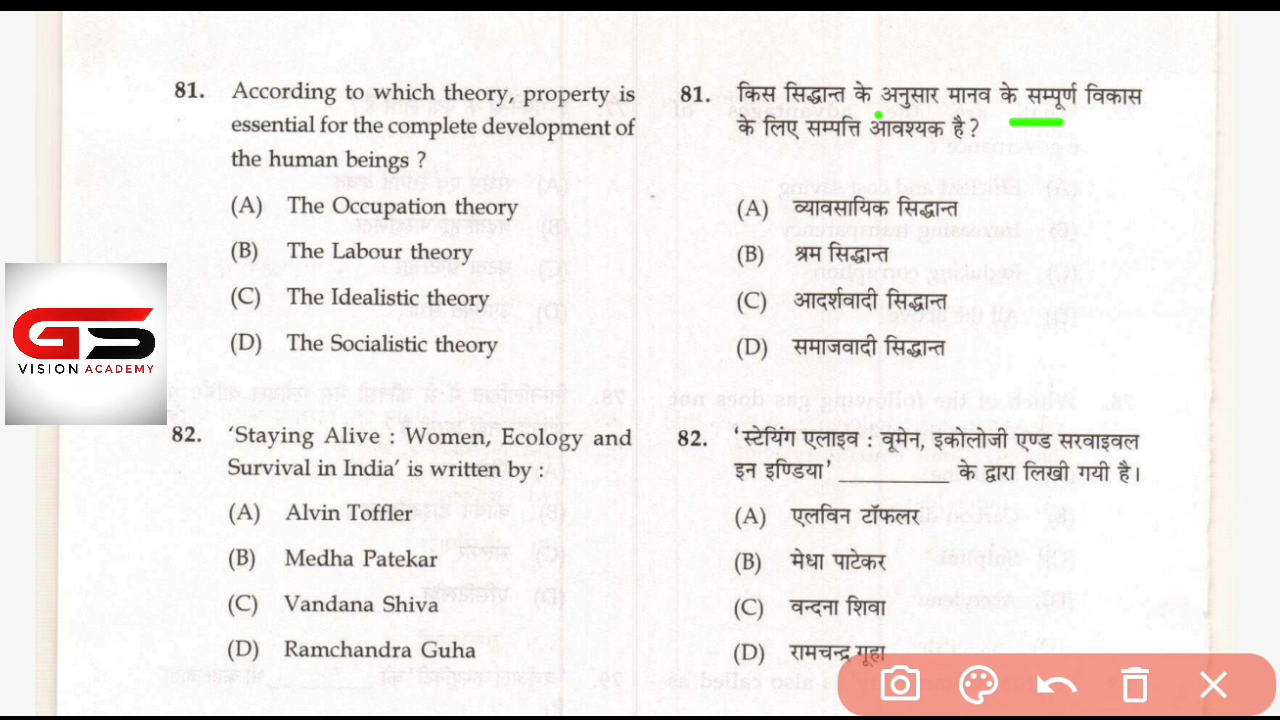 81. According to which theory, property is
essential for the complete development of
the human beings ?
(A) The Occupation theory
(B) The Labour theory
(C) The Idealistic theory
(D) The Socialistic theory
82. 'Staying Alive : Women, Ecology and
Survival in India' is written by :
(A) Alvin Toffler
(B) Medha Patekar
(C) Vandana Shiva
(D) Ramchandra Guha
81. किस सिद्धान्त के अनुसार मानव के सम्पूर्ण विकास
के लिए सम्पत्ति आवश्यक है ?
(A) व्यावसायिक सिद्धान्त
(B) श्रम सिद्धान्त
(C) आदर्शवादी सिद्धान्त
(D) समाजवादी सिद्धान्त
82. 'स्टेयिंग एलाइव : वूमेन, इकोलोजी एण्ड सरवाइवल
इन इण्डिया' __________ के द्वारा लिखी गयी है।
(A) एलविन टॉफलर
(B) मेधा पाटेकर
(C) वन्दना शिवा
(D) रामचन्द्र गूहा
GS
VISION ACADEMY